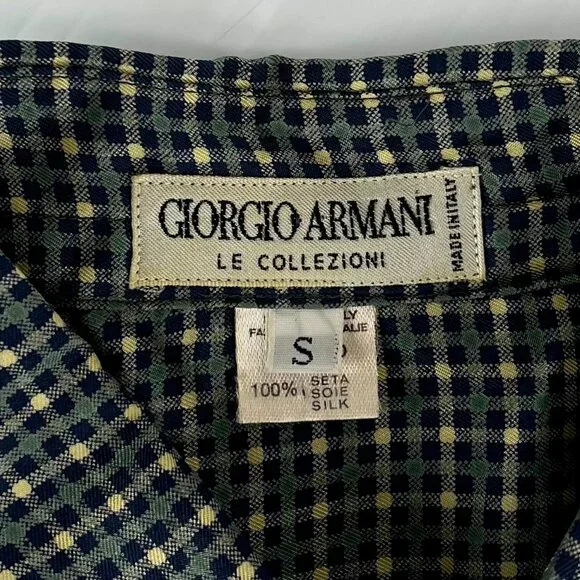 GIORGIO ARMANI
LE COLLEZIONI
MADE IN ITALY
S
100% SETA
SOIE
SILK